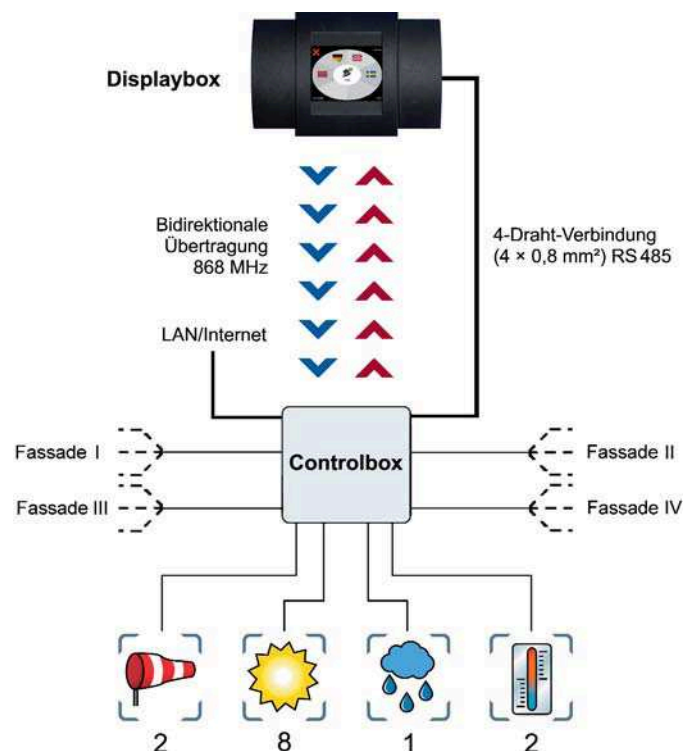 Displaybox
Bidirektionale
Übertragung
868 MHz
4-Draht-Verbindung
(4 × 0,8 mm²) RS 485
LAN/Internet
Controlbox
Fassade I
Fassade II
Fassade III
Fassade IV
2
8
1
2